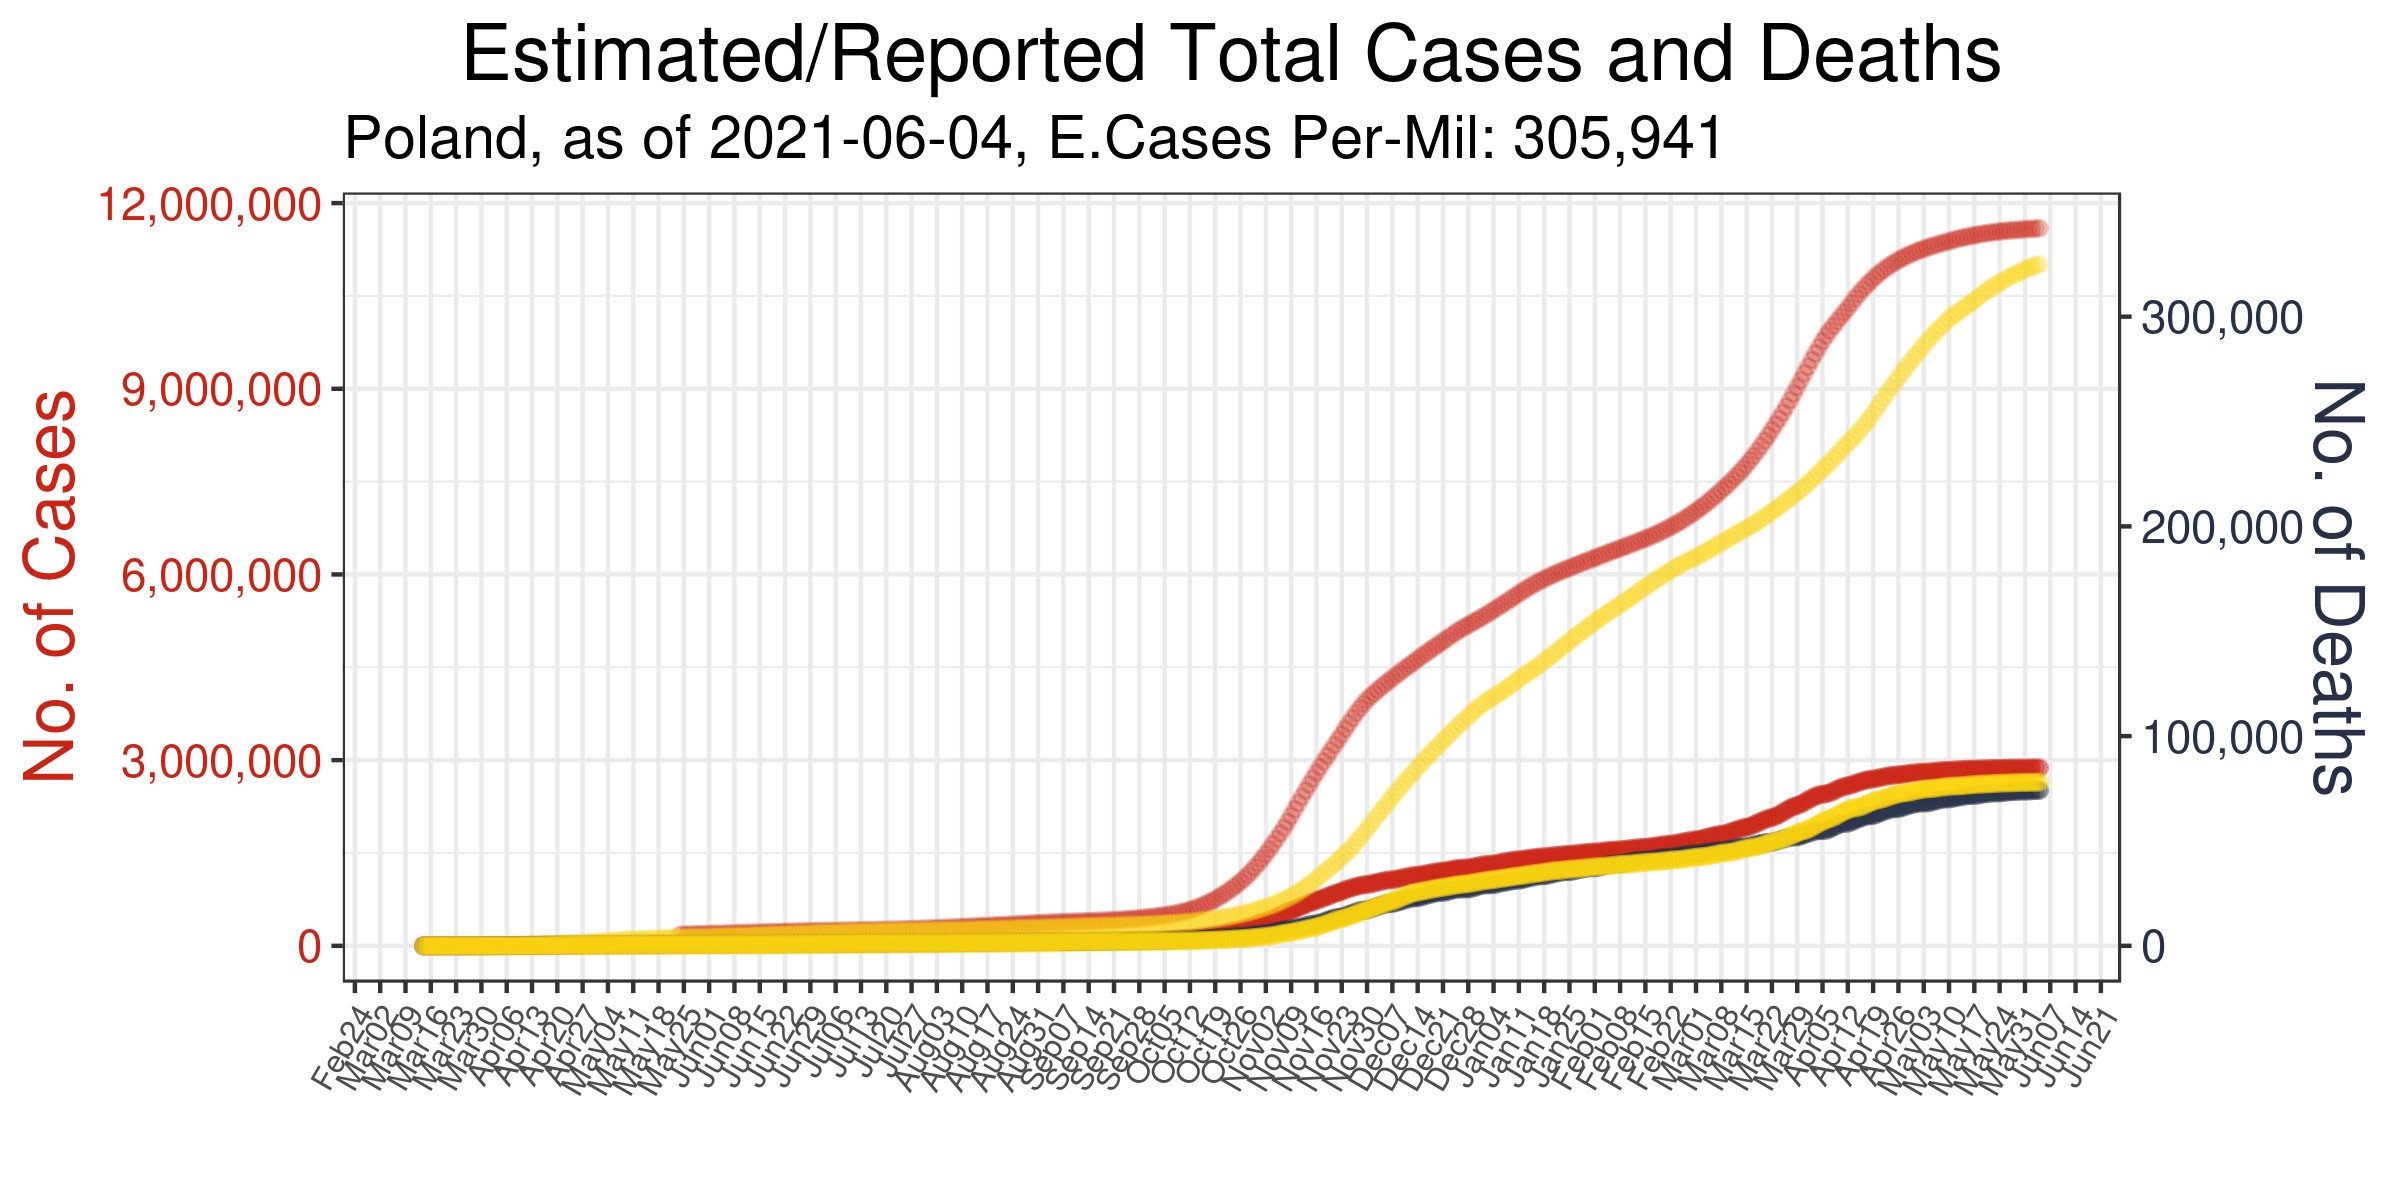 Estimated/Reported Total Cases and Deaths
Poland, as of 2021-06-04, E.Cases Per-Mil: 305,941
No. of Cases
12,000,000
9,000,000
6,000,000
3,000,000
0
300,000
200,000
100,000
0
No. of Deaths
Feb24
Mar02
Mar09
Mar16
Mar23
Mar30
Apr06
Apr13
Apr20
Apr27
May04
May11
May18
May25
Jun01
Jun08
Jun15
Jun22
Jun29
Jul06
Jul13
Jul20
Jul27
Aug03
Aug10
Aug17
Aug24
Aug31
Sep07
Sep14
Sep21
Sep28
Oct05
Oct12
Oct19
Oct26
Nov02
Nov09
Nov16
Nov23
Nov30
Dec07
Dec14
Dec21
Dec28
Jan04
Jan11
Jan18
Jan25
Feb01
Feb08
Feb15
Feb22
Mar01
Mar08
Mar15
Mar22
Mar29
Apr05
Apr12
Apr19
Apr26
May03
May10
May17
May24
May31
Jun07
Jun14
Jun21